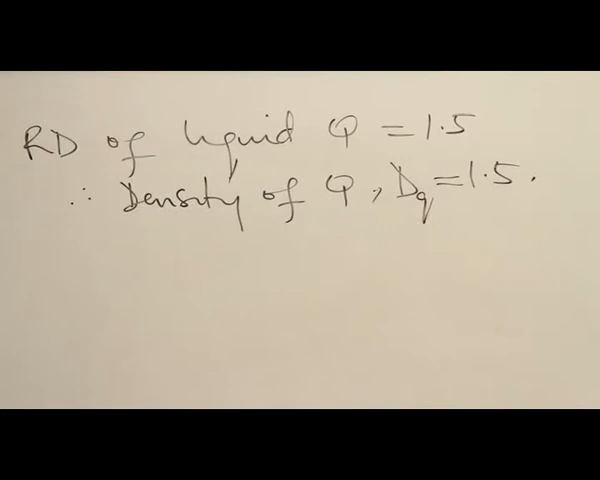 RD of liquid Q = 1.5
∴ Density of Q, Dq = 1.5.